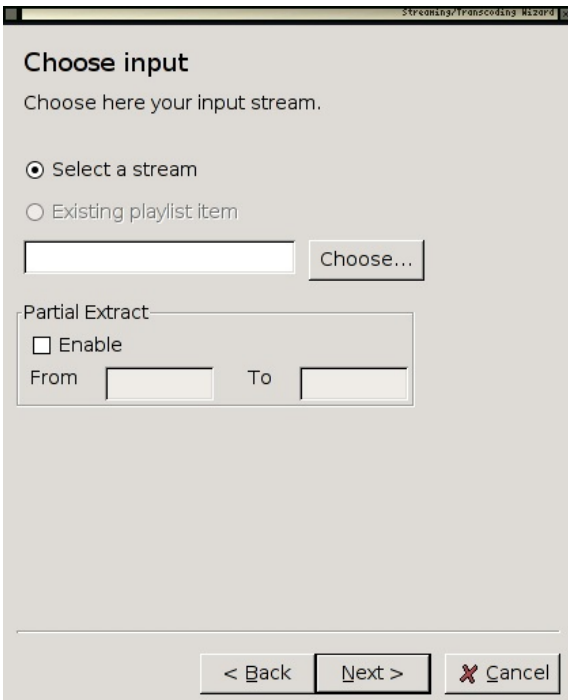 Streaming/Transcoding Wizard
Choose input
Choose here your input stream.
Select a stream
Existing playlist item
Choose...
Partial Extract
Enable
From To
< Back Next > Cancel